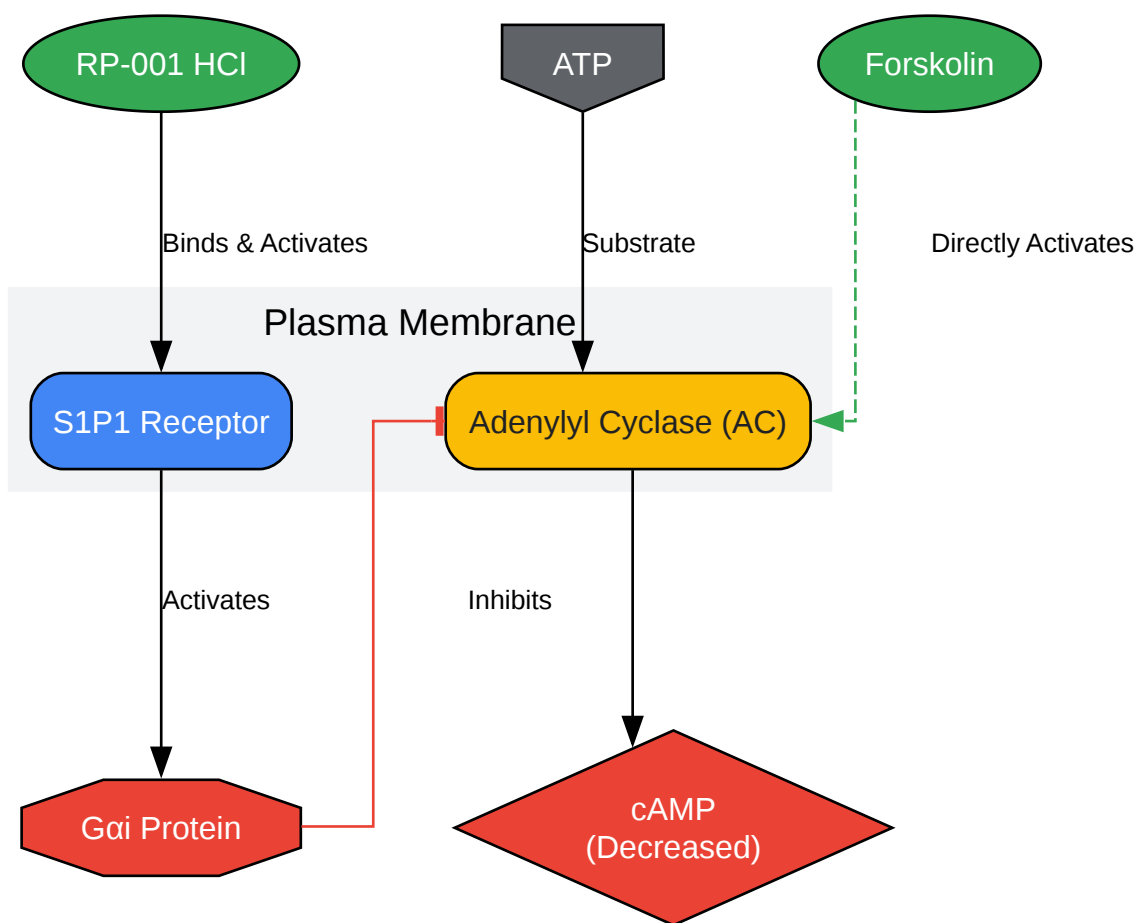 RP-001 HCl
ATP
Forskolin
Binds & Activates
Substrate
Directly Activates
Plasma Membrane
S1P1 Receptor
Adenylyl Cyclase (AC)
Activates
Inhibits
Gαi Protein
cAMP
(Decreased)